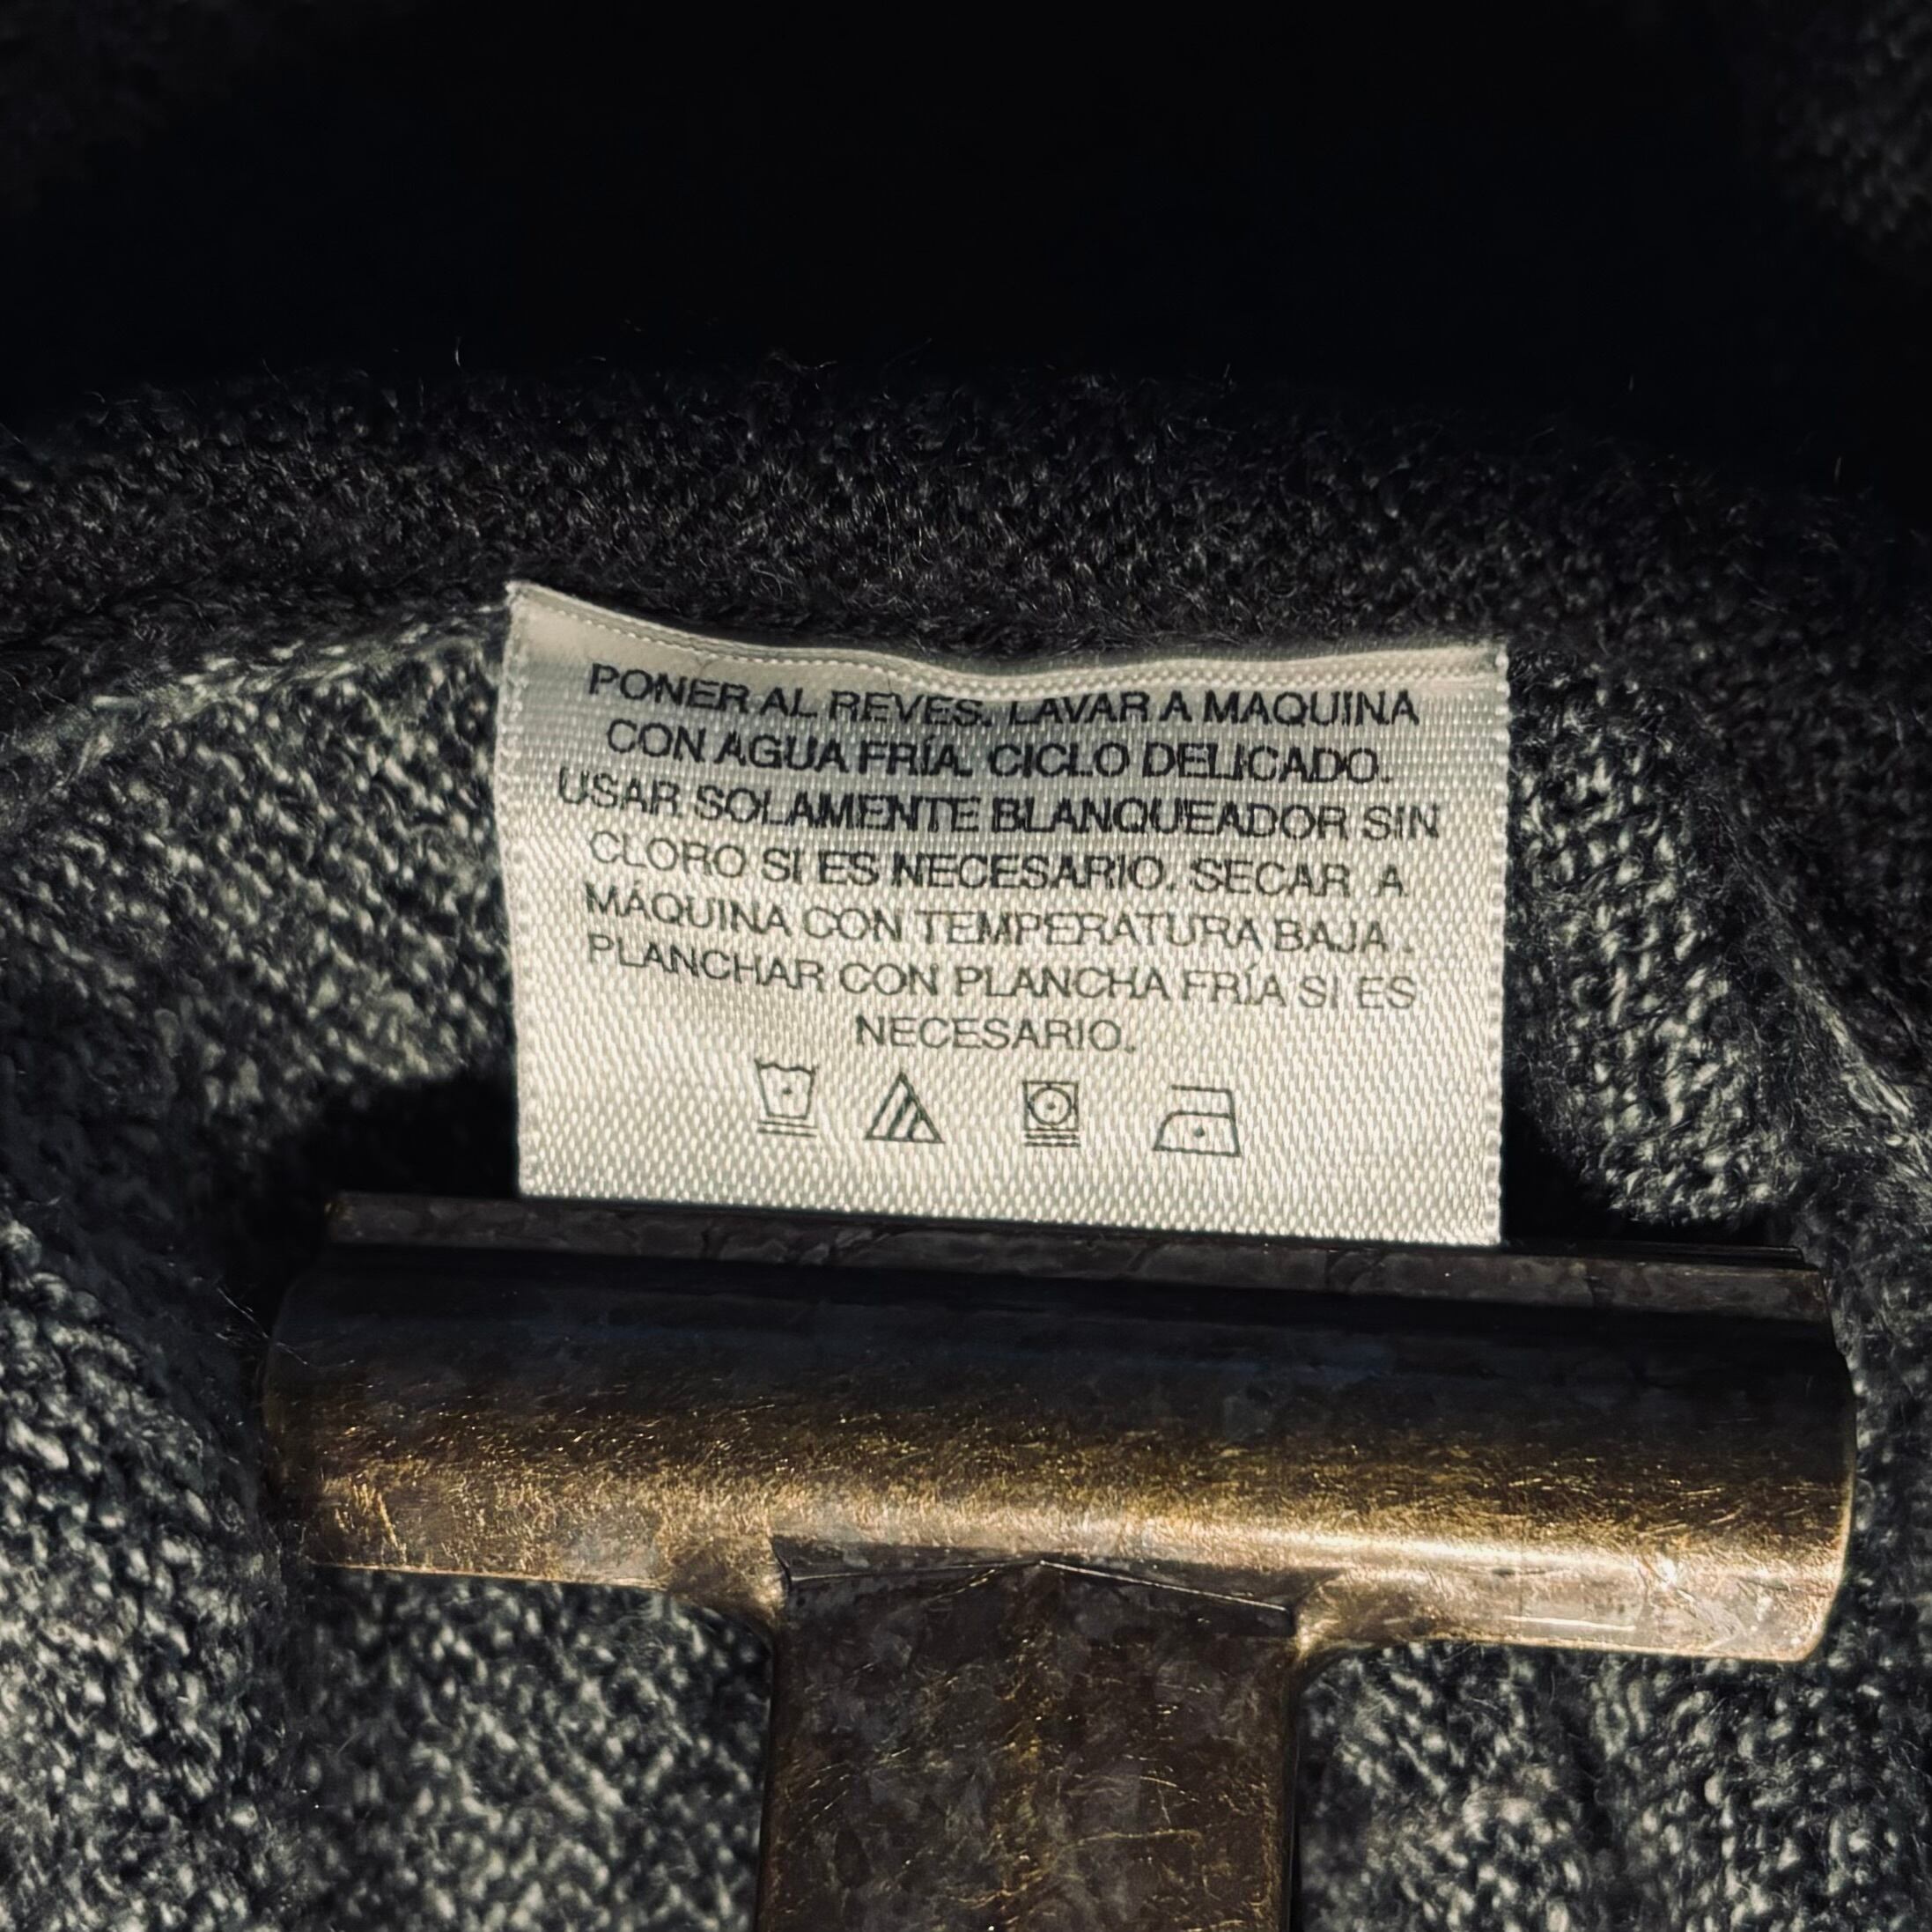 PONER AL REVES. LAVAR A MAQUINA
CON AGUA FRÍA. CICLO DELICADO.
USAR SOLAMENTE BLANQUEADOR SIN
CLORO SI ES NECESARIO. SECAR A
MÁQUINA CON TEMPERATURA BAJA .
PLANCHAR CON PLANCHA FRÍA SI ES
NECESARIO.